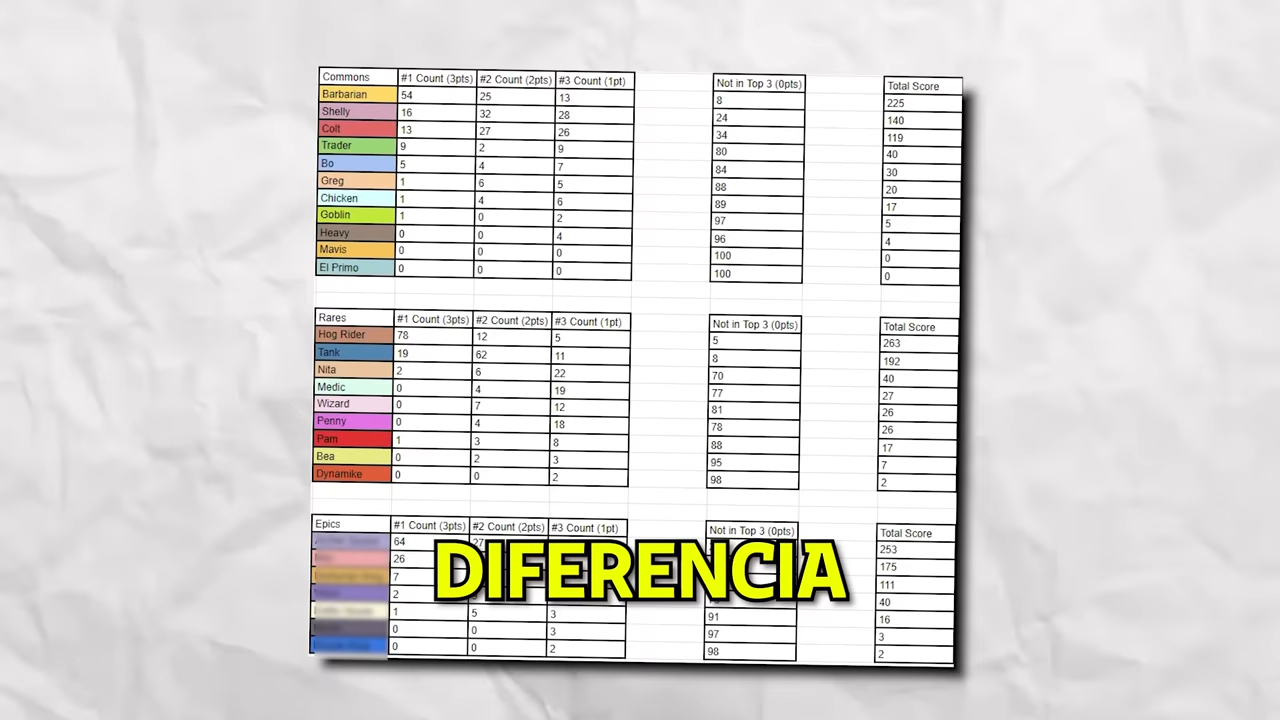 Commons #1 Count (3pts) #2 Count (2pts) #3 Count (1pt) Not in Top 3 (0pts) Total Score
Barbarian 54 25 13 8 225
Shelly 16 32 28 24 140
Colt 13 27 26 34 119
Trader 9 2 9 80 40
Bo 5 4 7 84 30
Greg 1 6 5 88 20
Chicken 1 4 6 89 17
Goblin 1 0 2 97 5
Heavy 0 0 4 96 4
Mavis 0 0 0 100 0
El Primo 0 0 0 100 0
Rares #1 Count (3pts) #2 Count (2pts) #3 Count (1pt) Not in Top 3 (0pts) Total Score
Hog Rider 78 12 5 5 263
Tank 19 62 11 8 192
Nita 2 6 22 70 40
Medic 0 4 19 77 27
Wizard 0 7 12 81 26
Penny 0 4 18 78 26
Pam 1 3 8 88 17
Bea 0 2 3 95 7
Dynamike 0 0 2 98 2
Epics #1 Count (3pts) #2 Count (2pts) #3 Count (1pt) Not in Top 3 (0pts) Total Score
64 27 253
26 175
7 111
2 40
1 5 3 91 16
0 0 3 97 3
0 0 2 98 2
DIFERENCIA